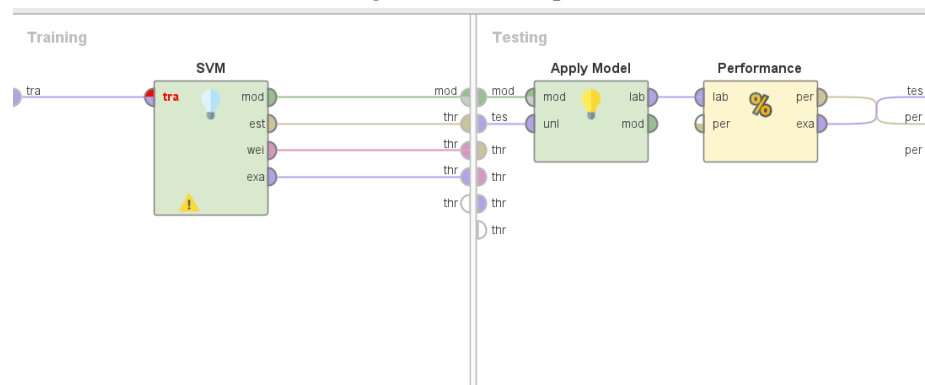 Training
Testing
SVM
Apply Model
Performance
tra
tra
mod
mod
mod
mod
lab
lab
per
tes
est
thr
tes
unl
mod
per
exa
per
wei
thr
thr
per
exa
thr
thr
thr
thr
thr